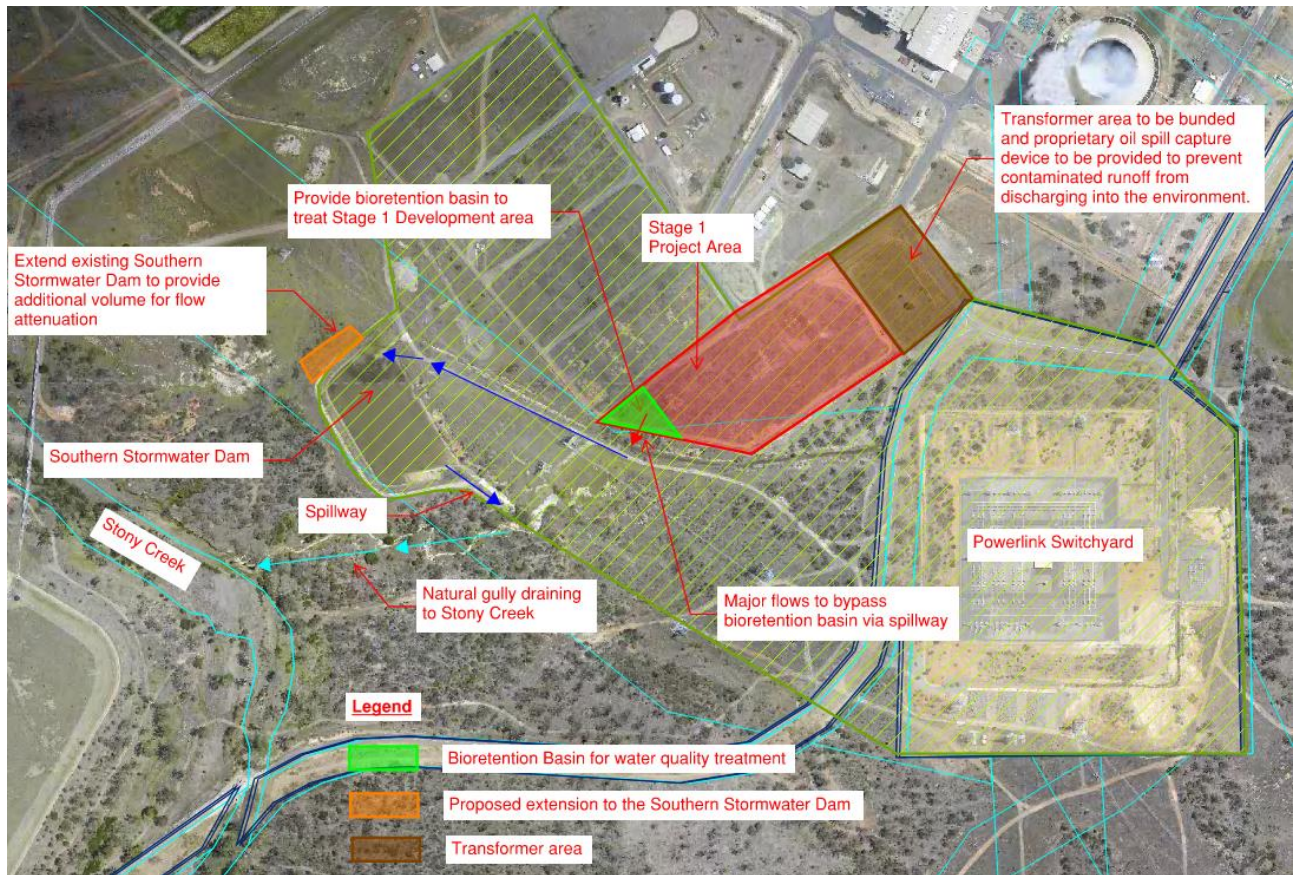 Transformer area to be bunded
and proprietary oil spill capture
device to be provided to prevent
contaminated runoff from
discharging into the environment.
Provide bioretention basin to
treat Stage 1 Development area
Stage 1
Project Area
Extend existing Southern
Stormwater Dam to provide
additional volume for flow
attenuation
Southern Stormwater Dam
Spillway
Stony Creek
Natural gully draining
to Stony Creek
Powerlink Switchyard
Major flows to bypass
bioretention basin via spillway
Legend
Bioretention Basin for water quality treatment
Proposed extension to the Southern Stormwater Dam
Transformer area